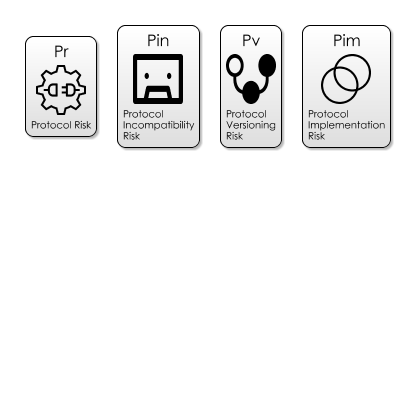 Pr
Protocol Risk
Pin
Protocol
Incompatibility
Risk
Pv
Protocol
Versioning
Risk
Pim
Protocol
Implementation
Risk